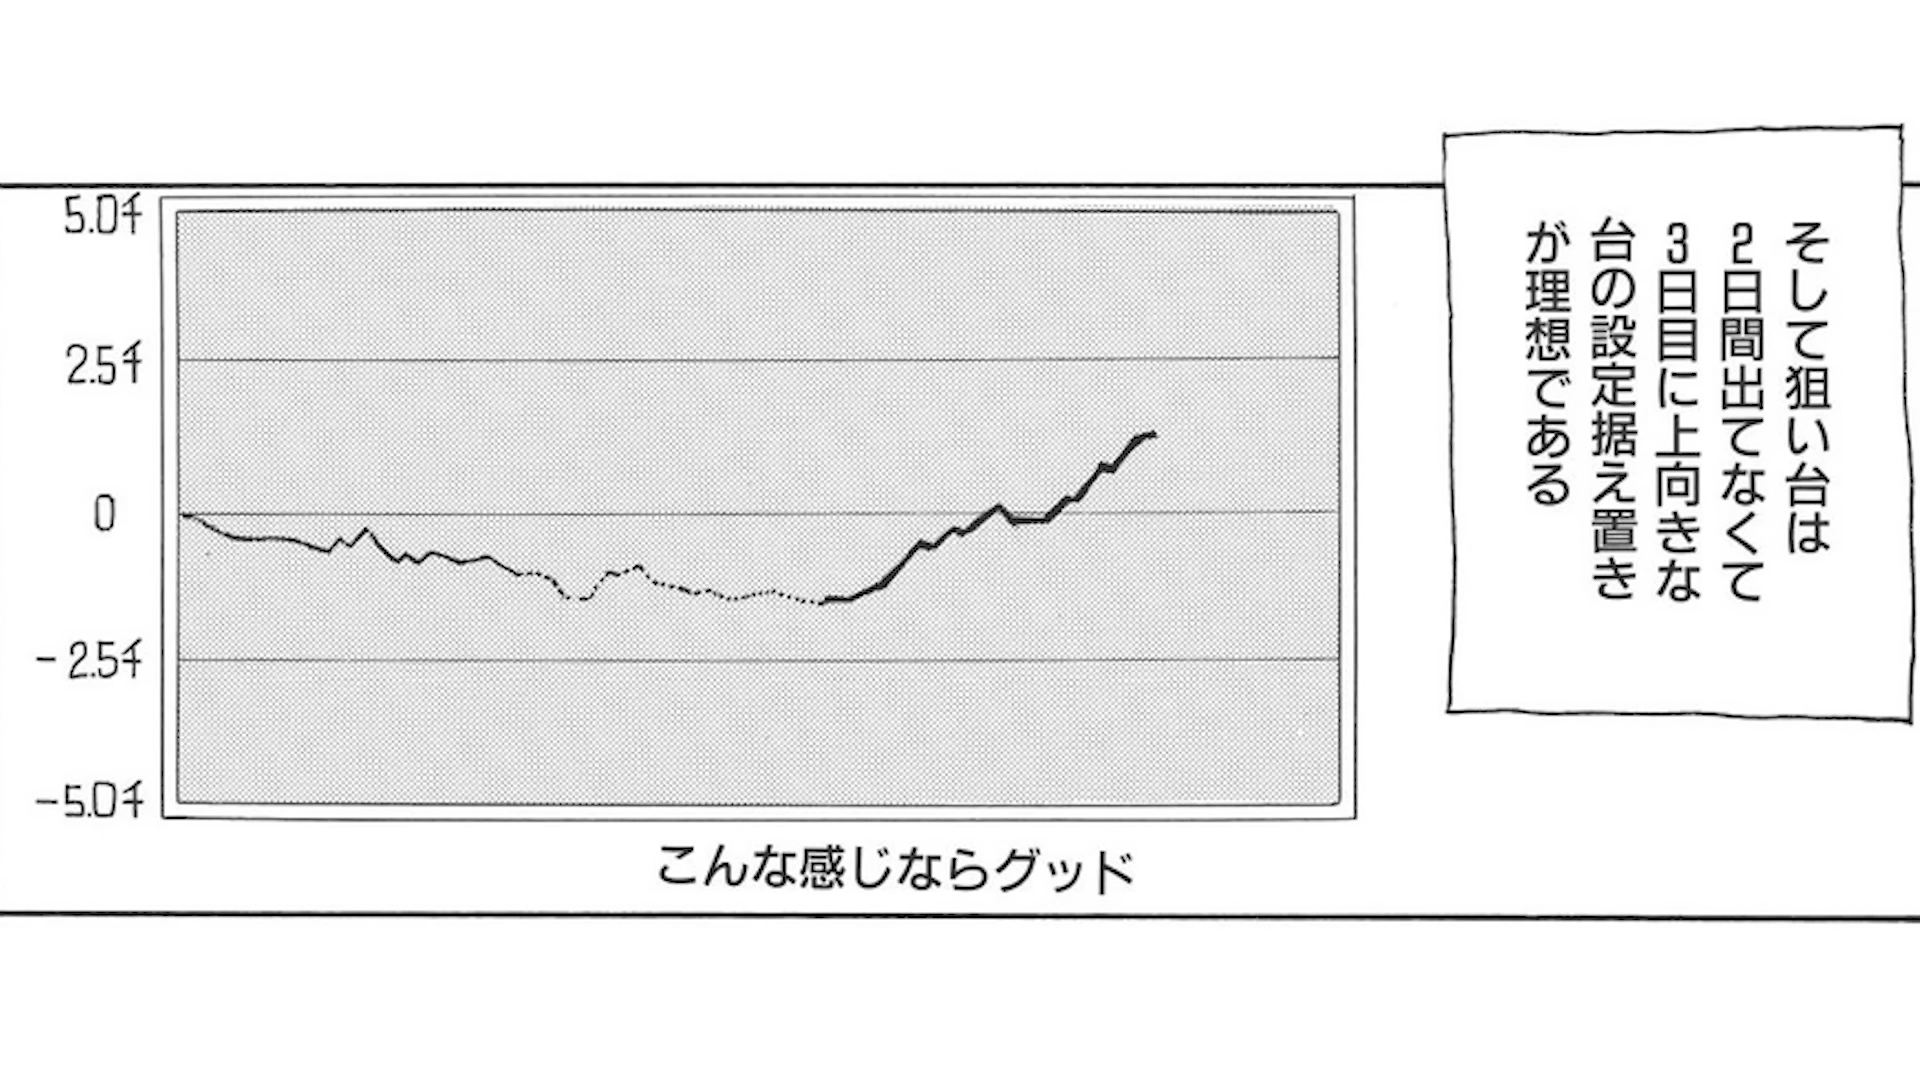 そして狙い台は
2日間出てなくて
3日目に上向きな
台の設定据え置き
が理想である
5.0千
2.5千
0
-2.5千
-5.0千
こんな感じならグッド